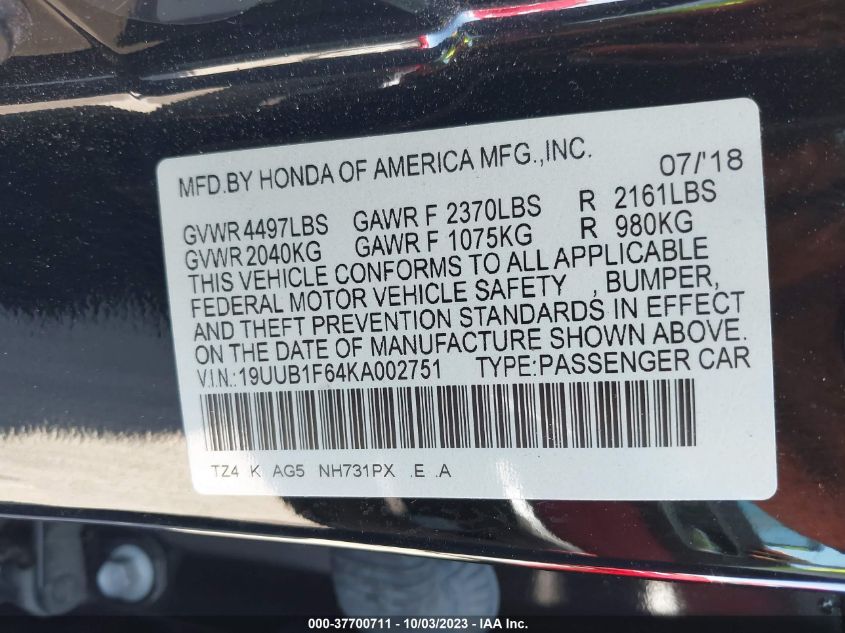 MFD.BY HONDA OF AMERICA MFG.,INC. 07/'18
GVWR 4497LBS GAWR F 2370LBS R 2161LBS
GVWR 2040KG GAWR F 1075KG R 980KG
THIS VEHICLE CONFORMS TO ALL APPLICABLE
FEDERAL MOTOR VEHICLE SAFETY , BUMPER,
AND THEFT PREVENTION STANDARDS IN EFFECT
ON THE DATE OF MANUFACTURE SHOWN ABOVE.
V.I.N.:19UUB1F64KA002751 TYPE:PASSENGER CAR
TZ4 K AG5 NH731PX .E .A
000-37700711 - 10/03/2023 - IAA Inc.